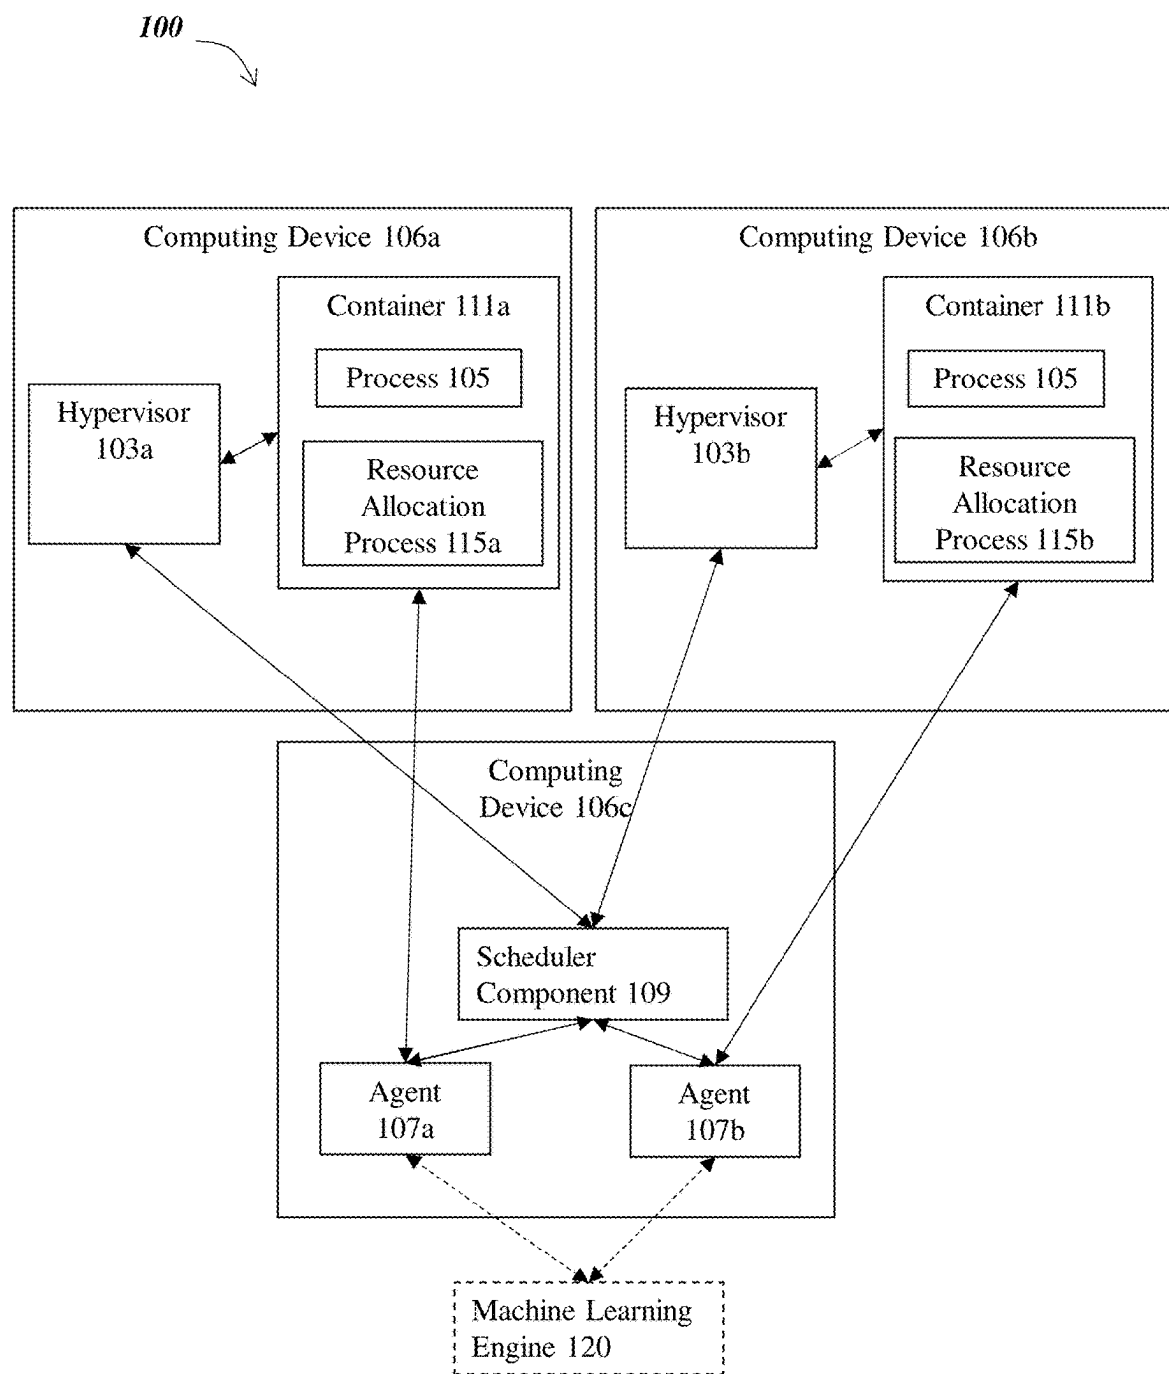 100
Computing Device 106a
Container 111a
Process 105
Hypervisor
103a
Resource
Allocation
Process 115a
Computing Device 106b
Container 111b
Process 105
Hypervisor
103b
Resource
Allocation
Process 115b
Computing
Device 106c
Scheduler
Component 109
Agent
107a
Agent
107b
Machine Learning
Engine 120